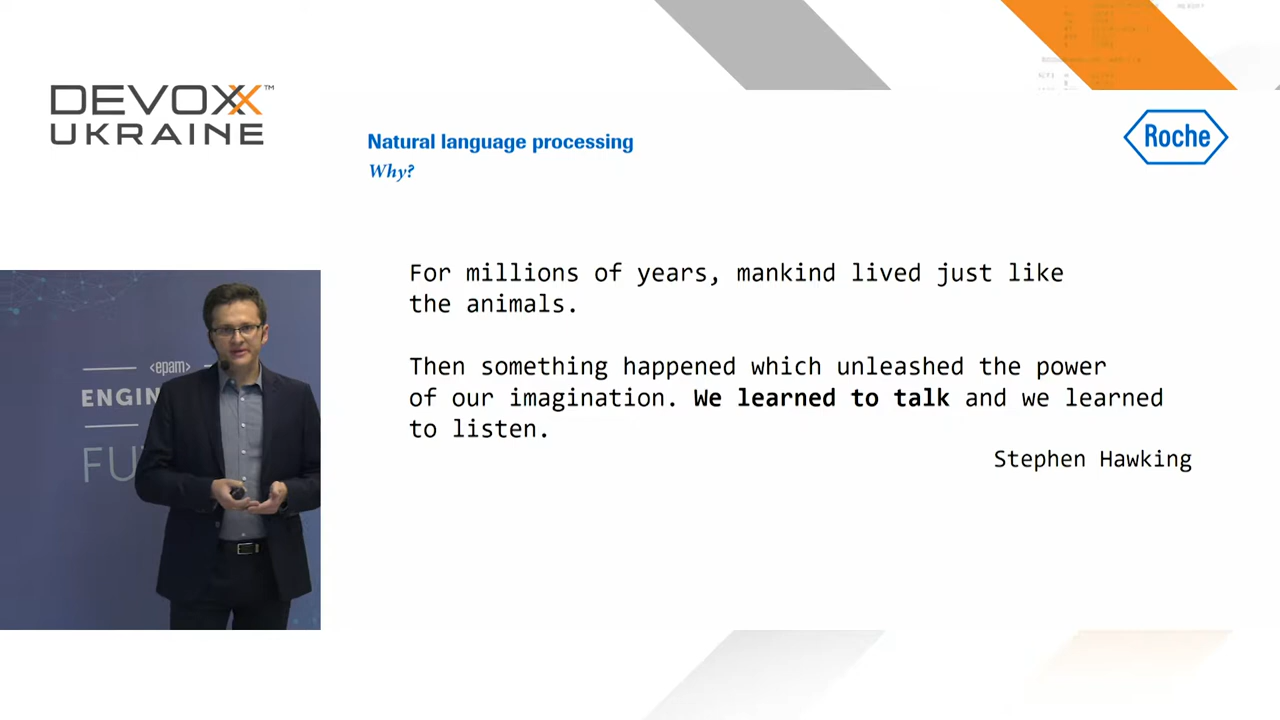 DEVOXX™
UKRAINE
Natural language processing
Why?
Roche
For millions of years, mankind lived just like
the animals.
Then something happened which unleashed the power
of our imagination. We learned to talk and we learned
to listen.
Stephen Hawking
<epam>
ENGIN
FU